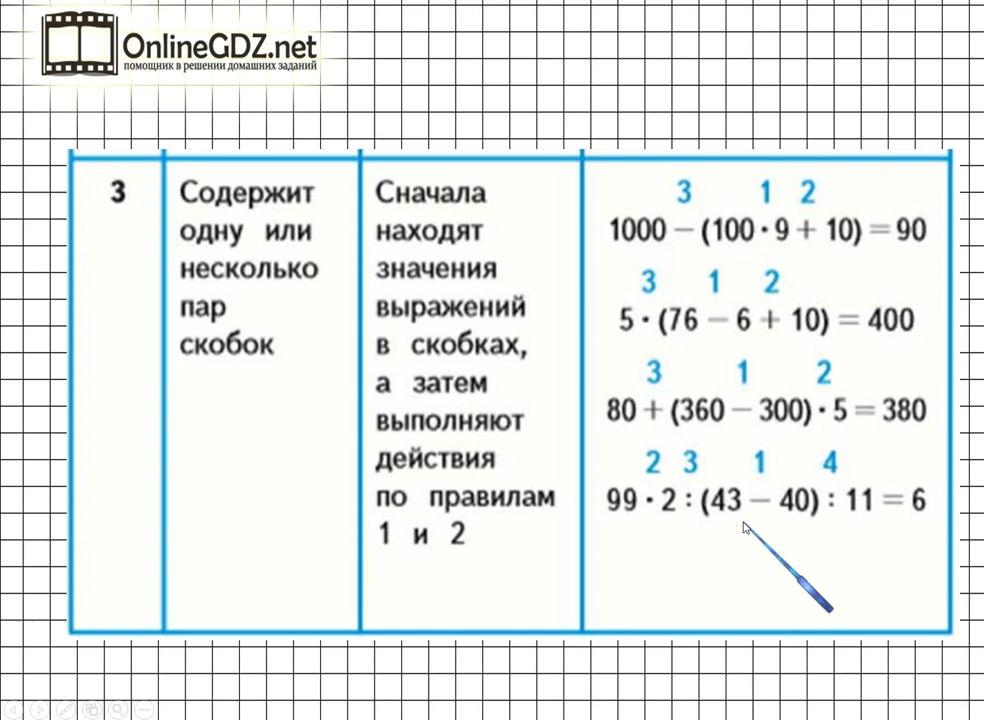 OnlineGDZ.net
помощник в решении домашних заданий
3
Содержит
одну или
несколько
пар
скобок
Сначала
находят
значения
выражений
в скобках,
а затем
выполняют
действия
по правилам
1 и 2
3 1 2
1000 − (100 · 9 + 10) = 90
3 1 2
5 · (76 − 6 + 10) = 400
3 1 2
80 + (360 − 300) · 5 = 380
2 3 1 4
99 · 2 : (43 − 40) : 11 = 6